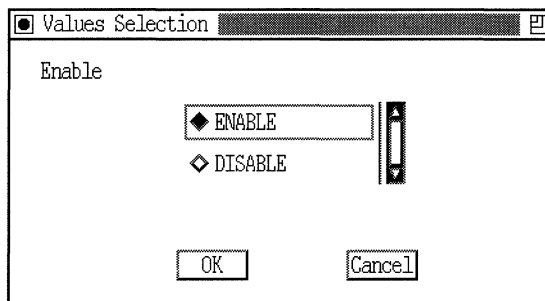 Values Selection
Enable
ENABLE
DISABLE
OK Cancel